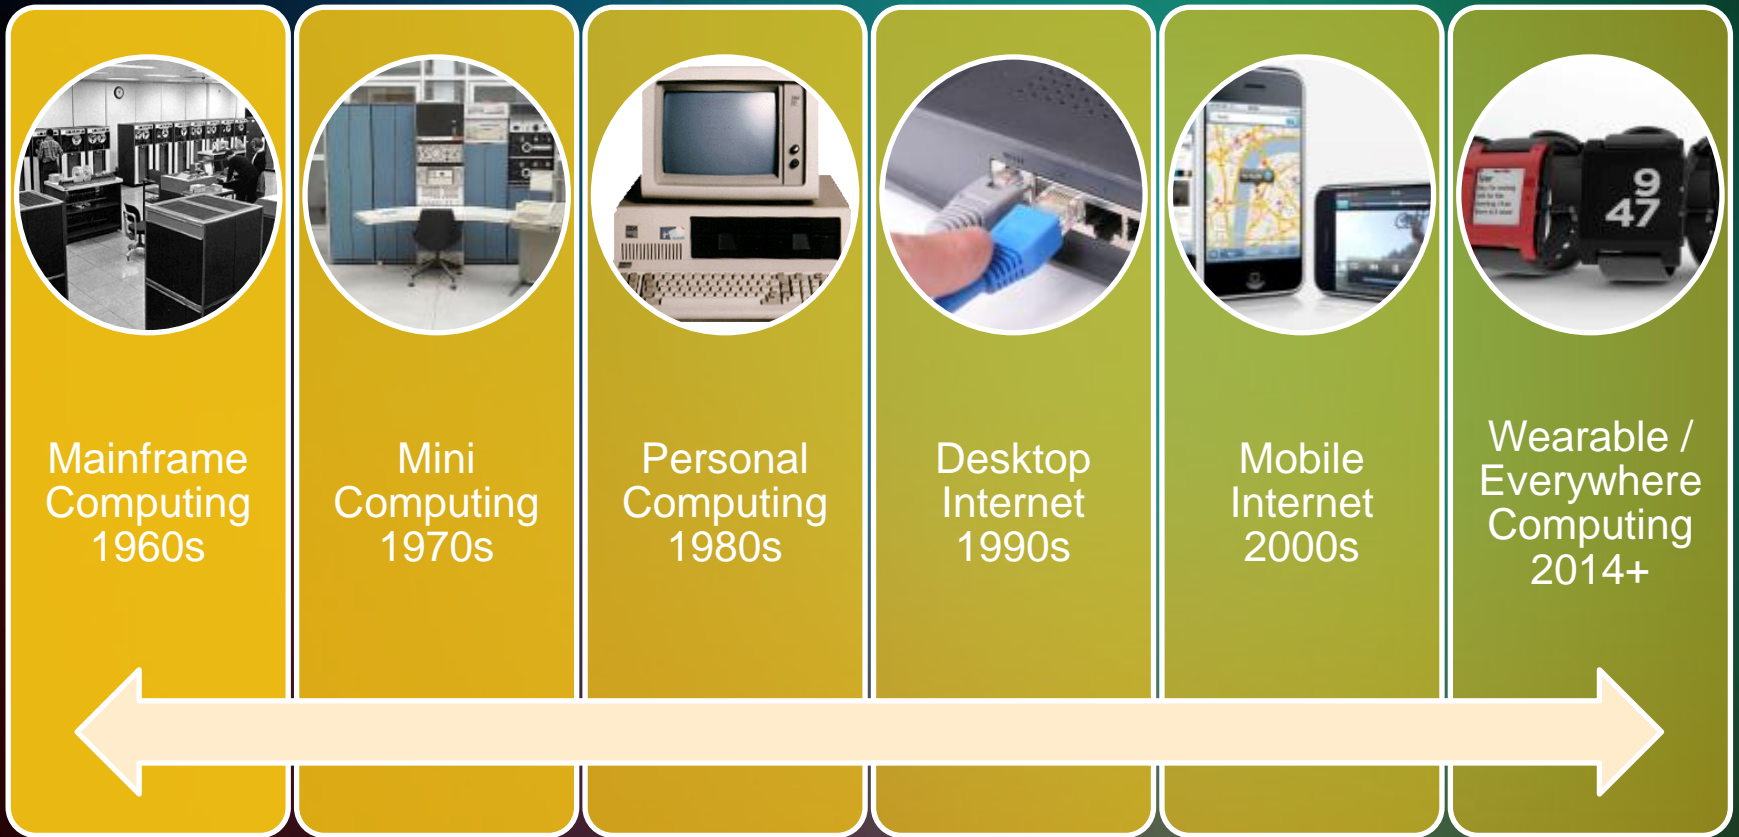 Mainframe
Computing
1960s
Mini
Computing
1970s
Personal
Computing
1980s
Desktop
Internet
1990s
Mobile
Internet
2000s
Wearable /
Everywhere
Computing
2014+
9
47